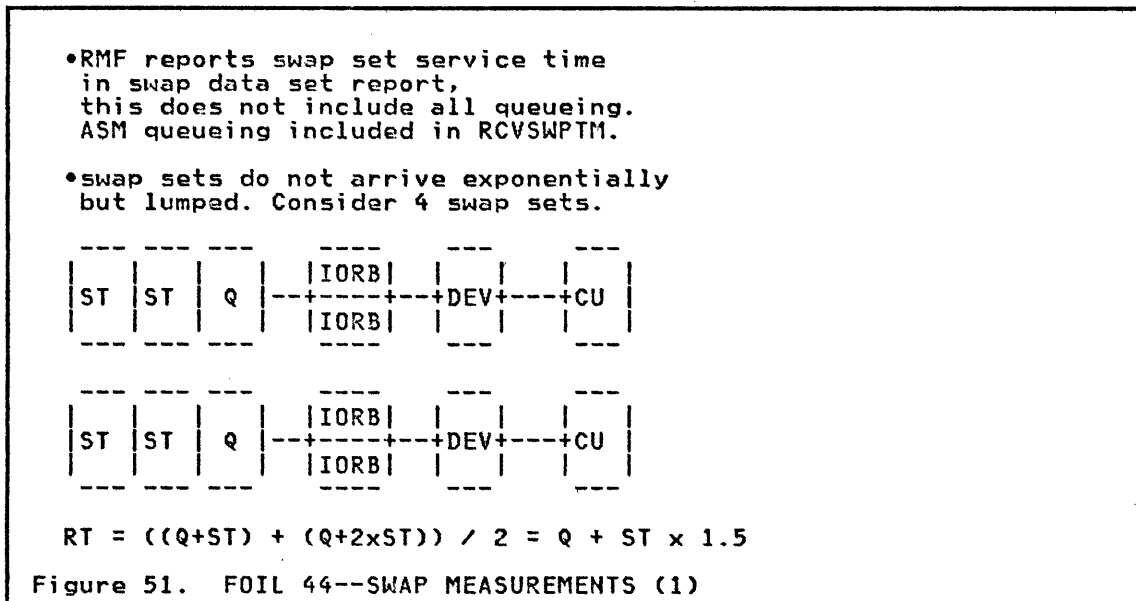 •RMF reports swap set service time
in swap data set report,
this does not include all queueing.
ASM queueing included in RCVSWPTM.
•swap sets do not arrive exponentially
but lumped. Consider 4 swap sets.
--- --- ---    ----    ---    ---
|   |   |   |  |IORB|  |   |   |   |
|ST |ST | Q |--+----+--+DEV+---+CU |
|   |   |   |  |IORB|  |   |   |   |
--- --- ---    ----    ---    ---
--- --- ---    ----    ---    ---
|   |   |   |  |IORB|  |   |   |   |
|ST |ST | Q |--+----+--+DEV+---+CU |
|   |   |   |  |IORB|  |   |   |   |
--- --- ---    ----    ---    ---
RT = ((Q+ST) + (Q+2xST)) / 2 = Q + ST x 1.5
Figure 51.  FOIL 44--SWAP MEASUREMENTS (1)